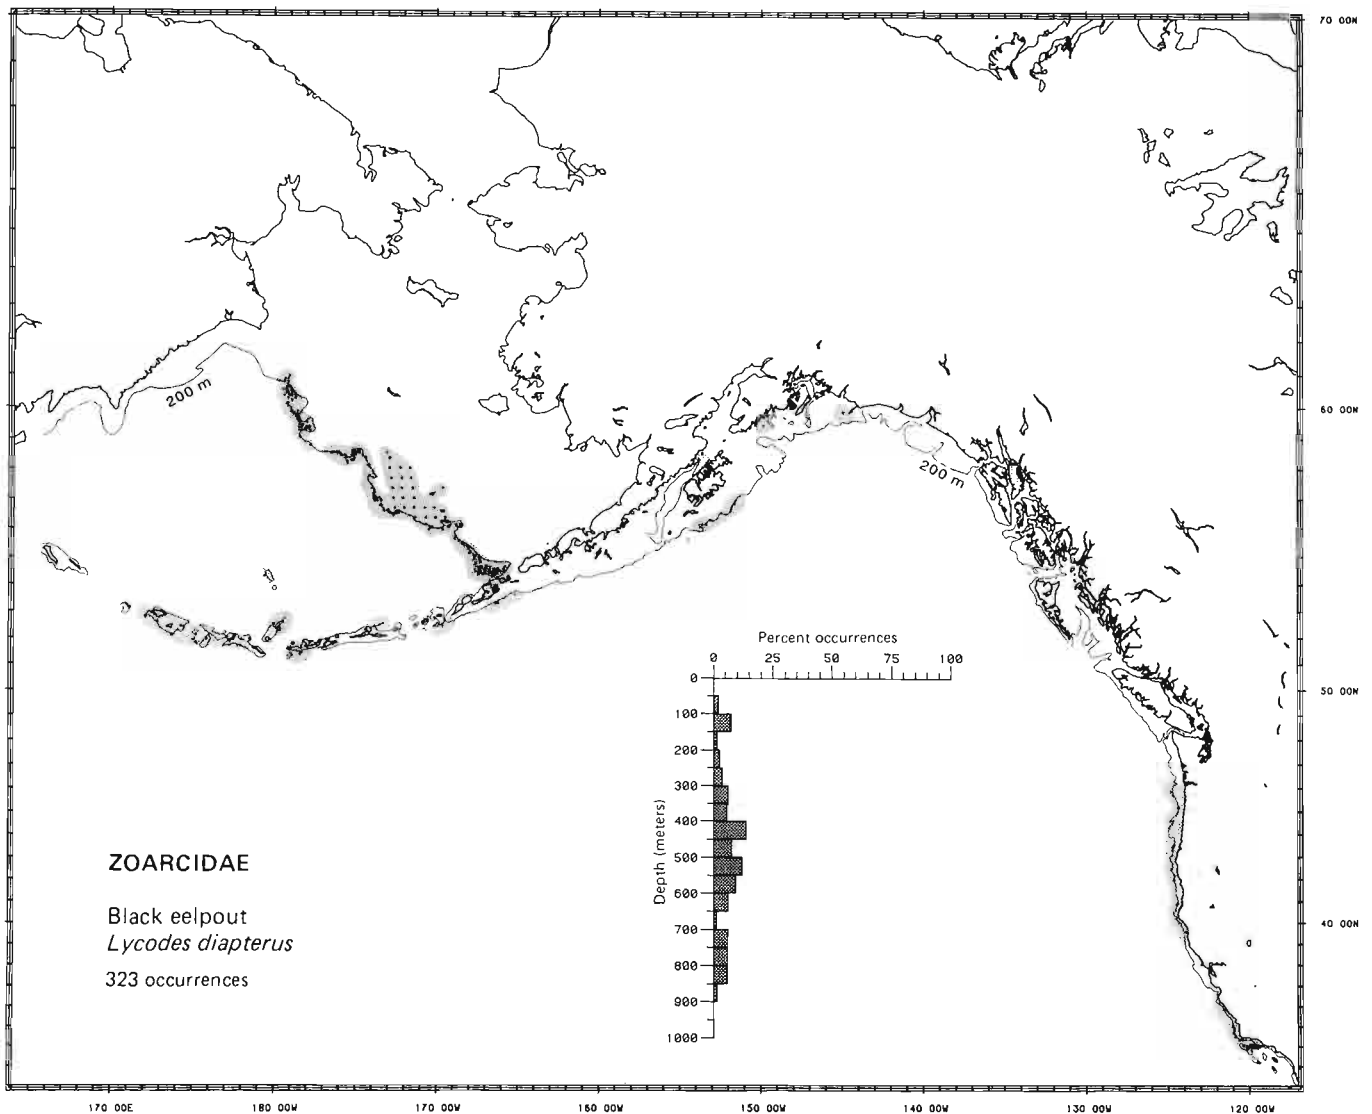 70 00N
200 m
60 00N
200 m
Percent occurrences
0 25 50 75 100
0
50 00N
100
200
300
400
Depth (meters)
500
600
700
800
900
1000
40 00N
ZOARCIDAE
Black eelpout
Lycodes diapterus
323 occurrences
170 00E 180 00W 170 00W 160 00W 150 00W 140 00W 130 00W 120 00W